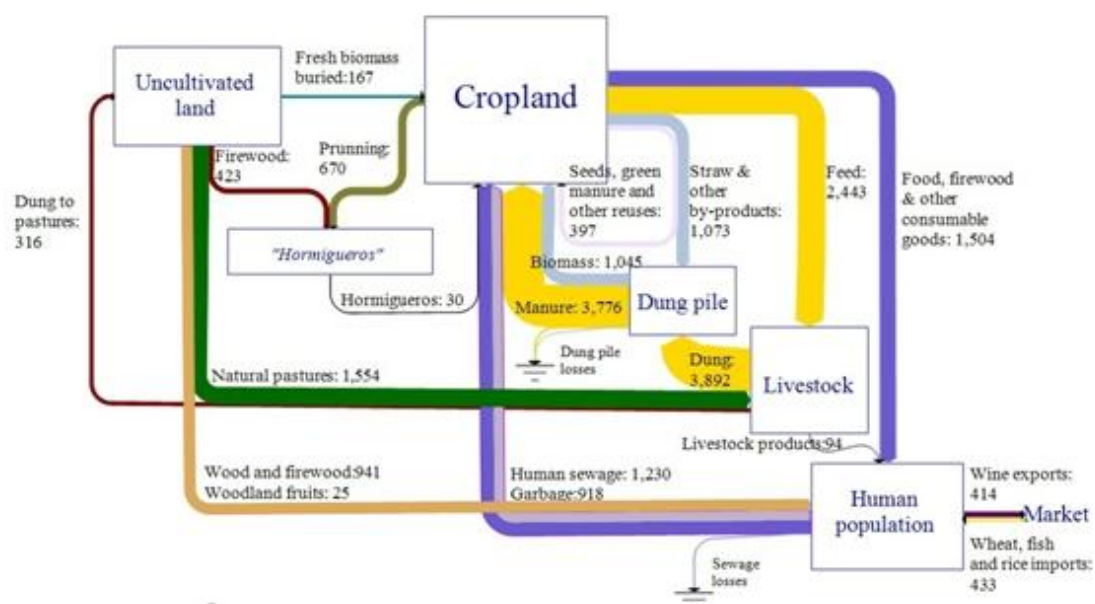 Uncultivated
land
Fresh biomass
buried:167
Cropland
Firewood:
423
Prunning:
670
Dung to
pastures:
316
"Hormigueros"
Hormigueros: 30
Seeds, green
manure and
other reuses:
397
Straw &
other
by-products:
1,073
Feed:
2,443
Food, firewood
& other
consumable
goods: 1,504
Biomass: 1,045
Manure: 3,776
Dung pile
Dung pile
losses
Dung:
3,892
Natural pastures: 1,554
Livestock
Livestock products:94
Wood and firewood:941
Woodland fruits: 25
Human sewage: 1,230
Garbage:918
Human
population
Wine exports:
414
Market
Wheat, fish
and rice imports:
433
Sewage
losses